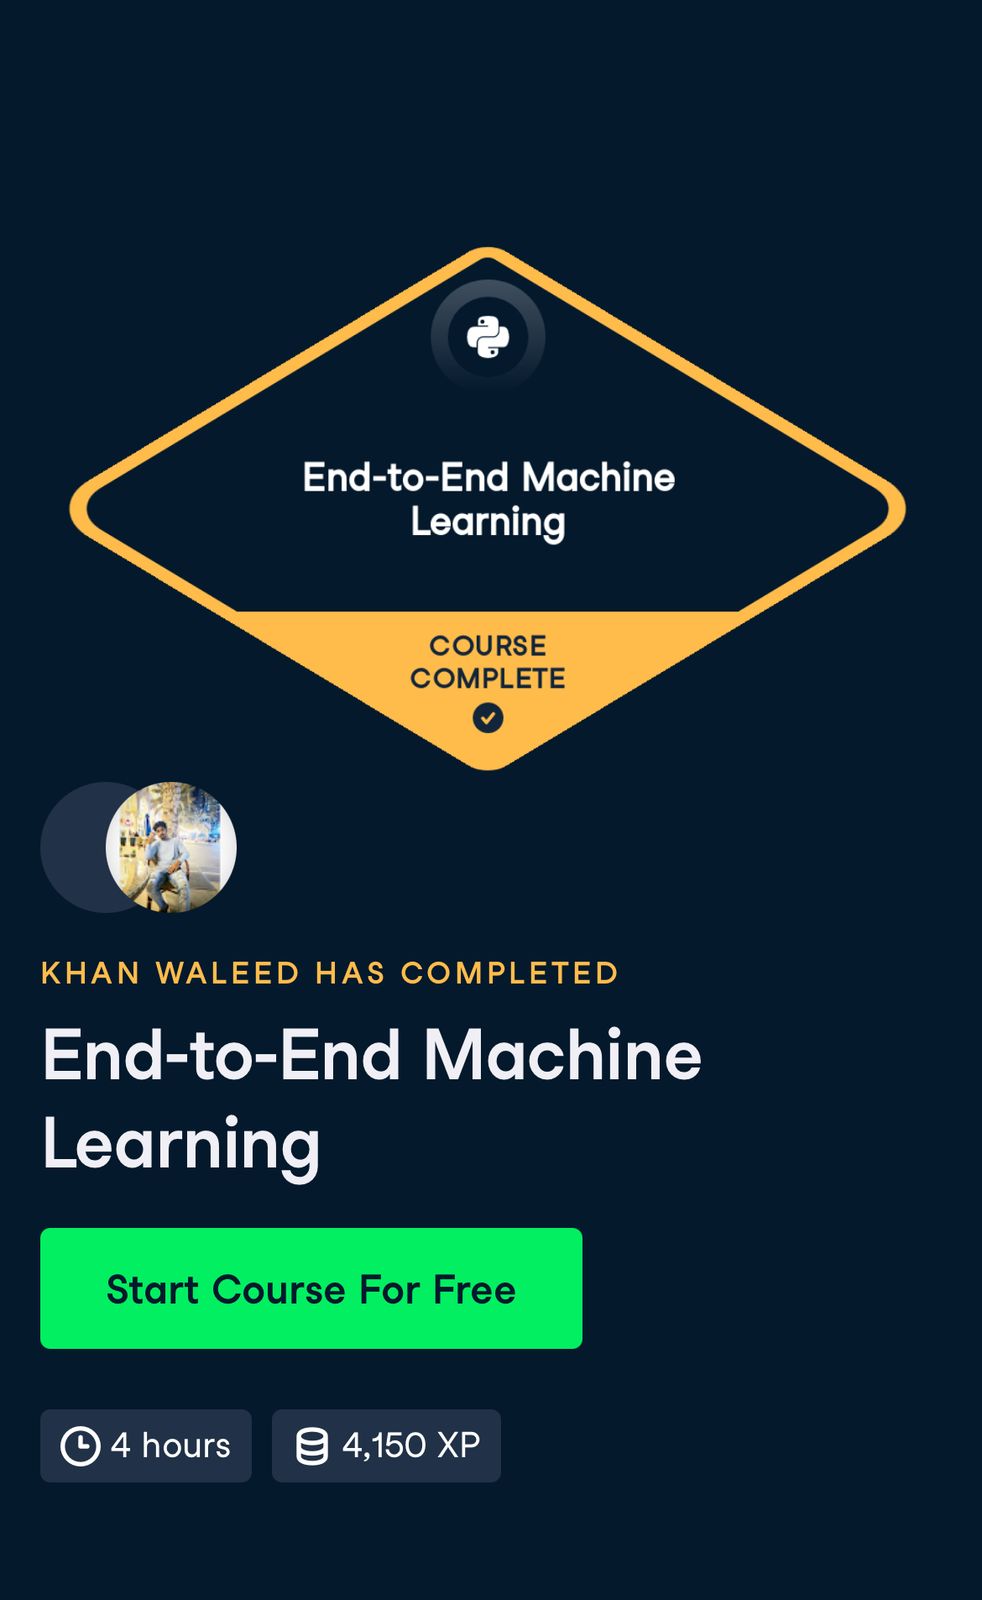 End-to-End Machine
Learning
COURSE
COMPLETE
KHAN WALEED HAS COMPLETED
End-to-End Machine
Learning
Start Course For Free
4 hours
4,150 XP